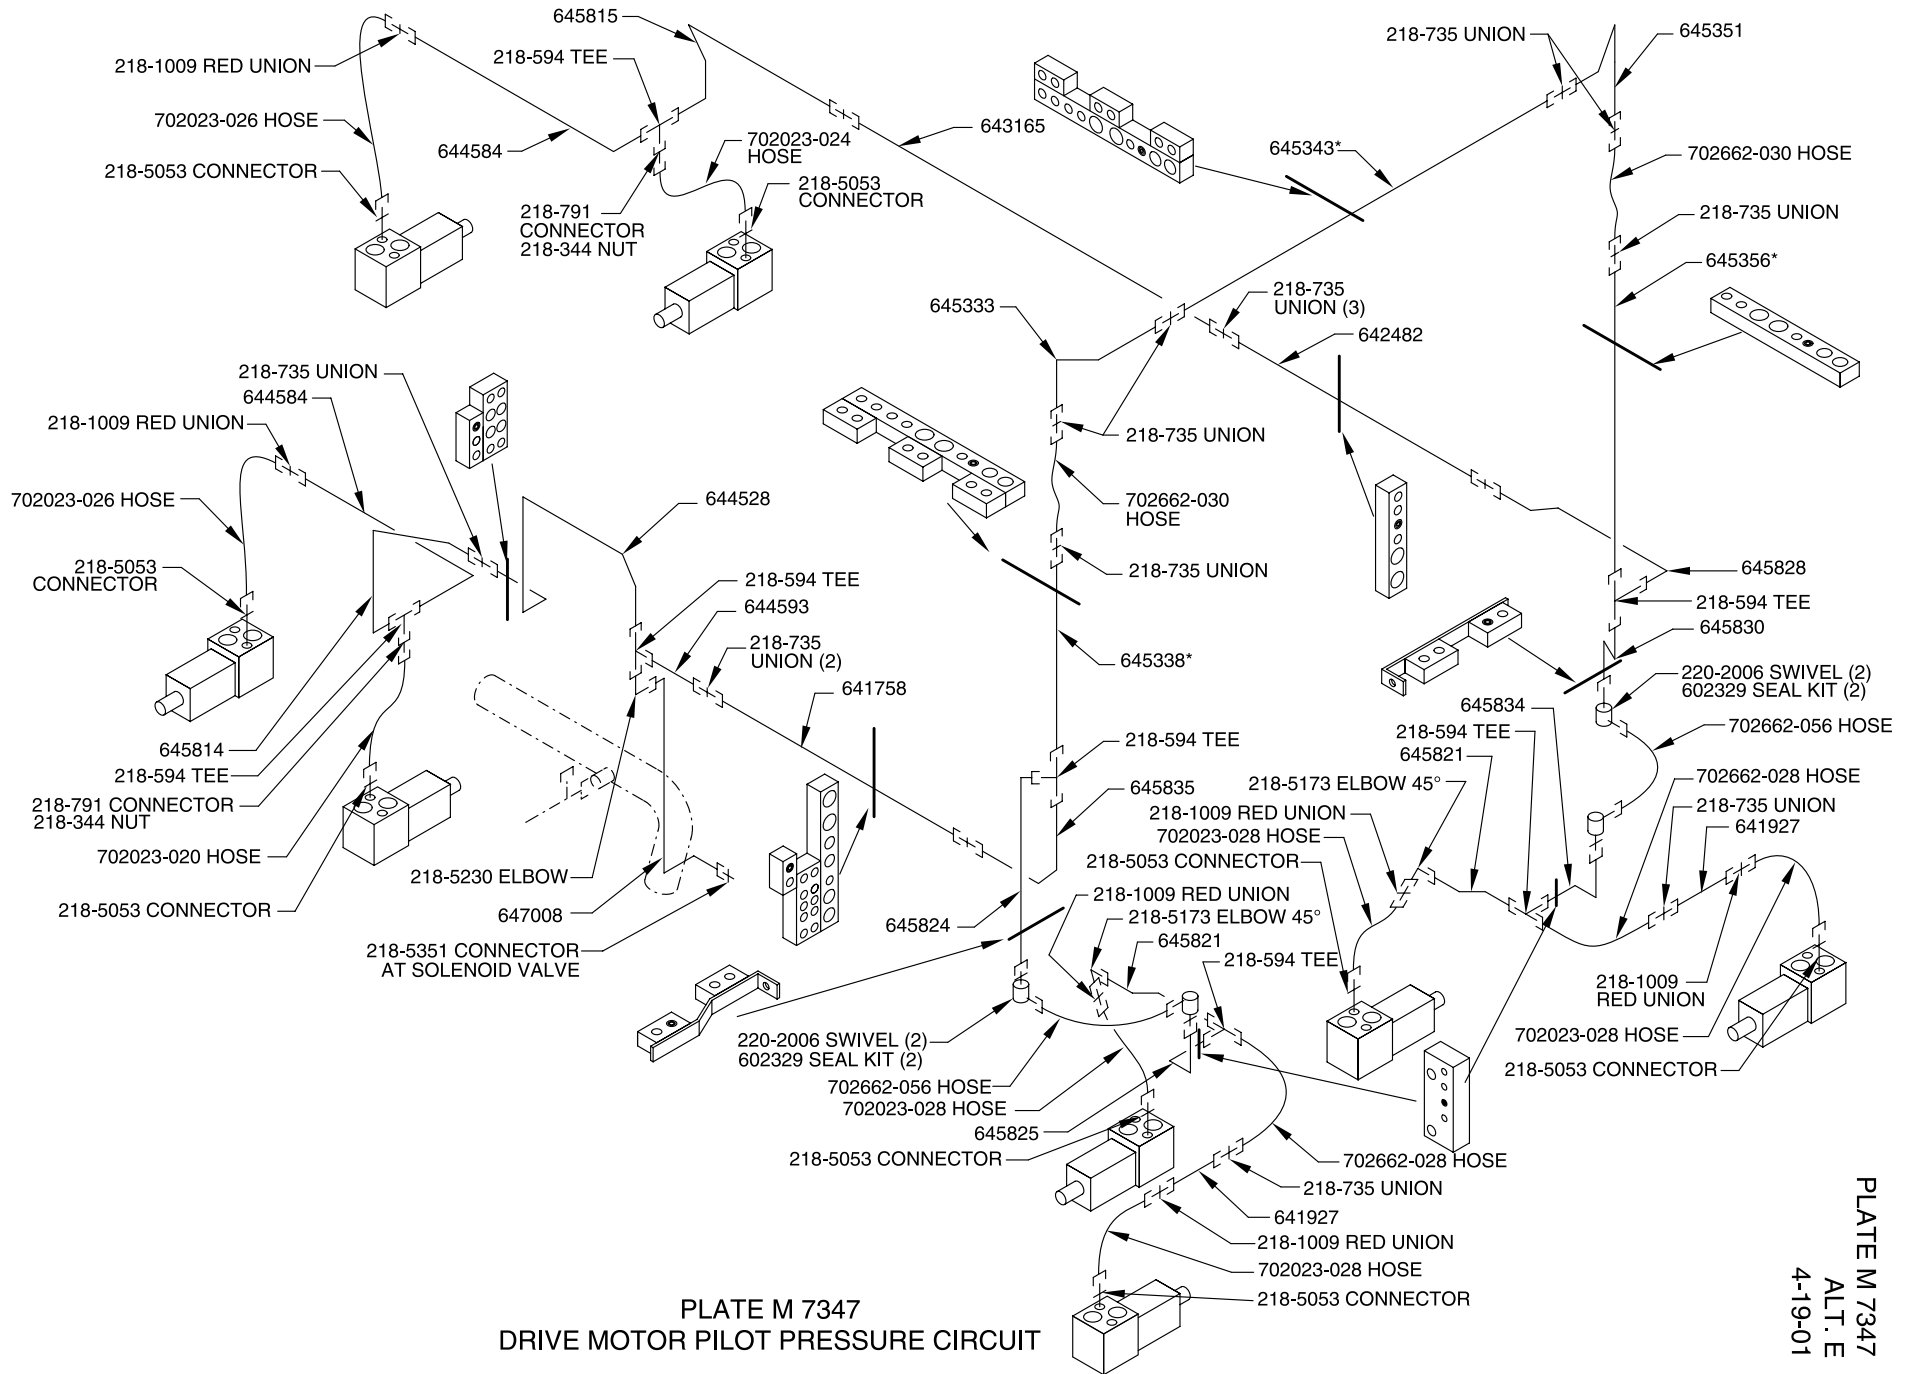 645815
218-735 UNION
645351
218-1009 RED UNION
218-594 TEE
702023-026 HOSE
644584
702023-024
HOSE
643165
645343*
702662-030 HOSE
218-5053 CONNECTOR
218-5053
CONNECTOR
218-791
CONNECTOR
218-344 NUT
218-735 UNION
645356*
645333
218-735
UNION (3)
642482
218-735 UNION
644584
218-1009 RED UNION
218-735 UNION
702023-026 HOSE
644528
702662-030
HOSE
218-5053
CONNECTOR
218-594 TEE
644593
218-735 UNION
645828
218-594 TEE
645830
218-735
UNION (2)
645338*
641758
220-2006 SWIVEL (2)
602329 SEAL KIT (2)
645834
702662-056 HOSE
645814
218-594 TEE
218-594 TEE
218-594 TEE
645821
218-5173 ELBOW 45°
702662-028 HOSE
218-791 CONNECTOR
218-344 NUT
645835
218-1009 RED UNION
218-735 UNION
641927
702023-028 HOSE
702023-020 HOSE
218-5053 CONNECTOR
218-5230 ELBOW
218-1009 RED UNION
218-5053 CONNECTOR
647008
218-5173 ELBOW 45°
645824
645821
218-5351 CONNECTOR
AT SOLENOID VALVE
218-594 TEE
218-1009
RED UNION
702023-028 HOSE
220-2006 SWIVEL (2)
602329 SEAL KIT (2)
218-5053 CONNECTOR
702662-056 HOSE
702023-028 HOSE
645825
218-5053 CONNECTOR
702662-028 HOSE
218-735 UNION
641927
218-1009 RED UNION
702023-028 HOSE
218-5053 CONNECTOR
PLATE M 7347
DRIVE MOTOR PILOT PRESSURE CIRCUIT
PLATE M 7347
ALT. E
4-19-01